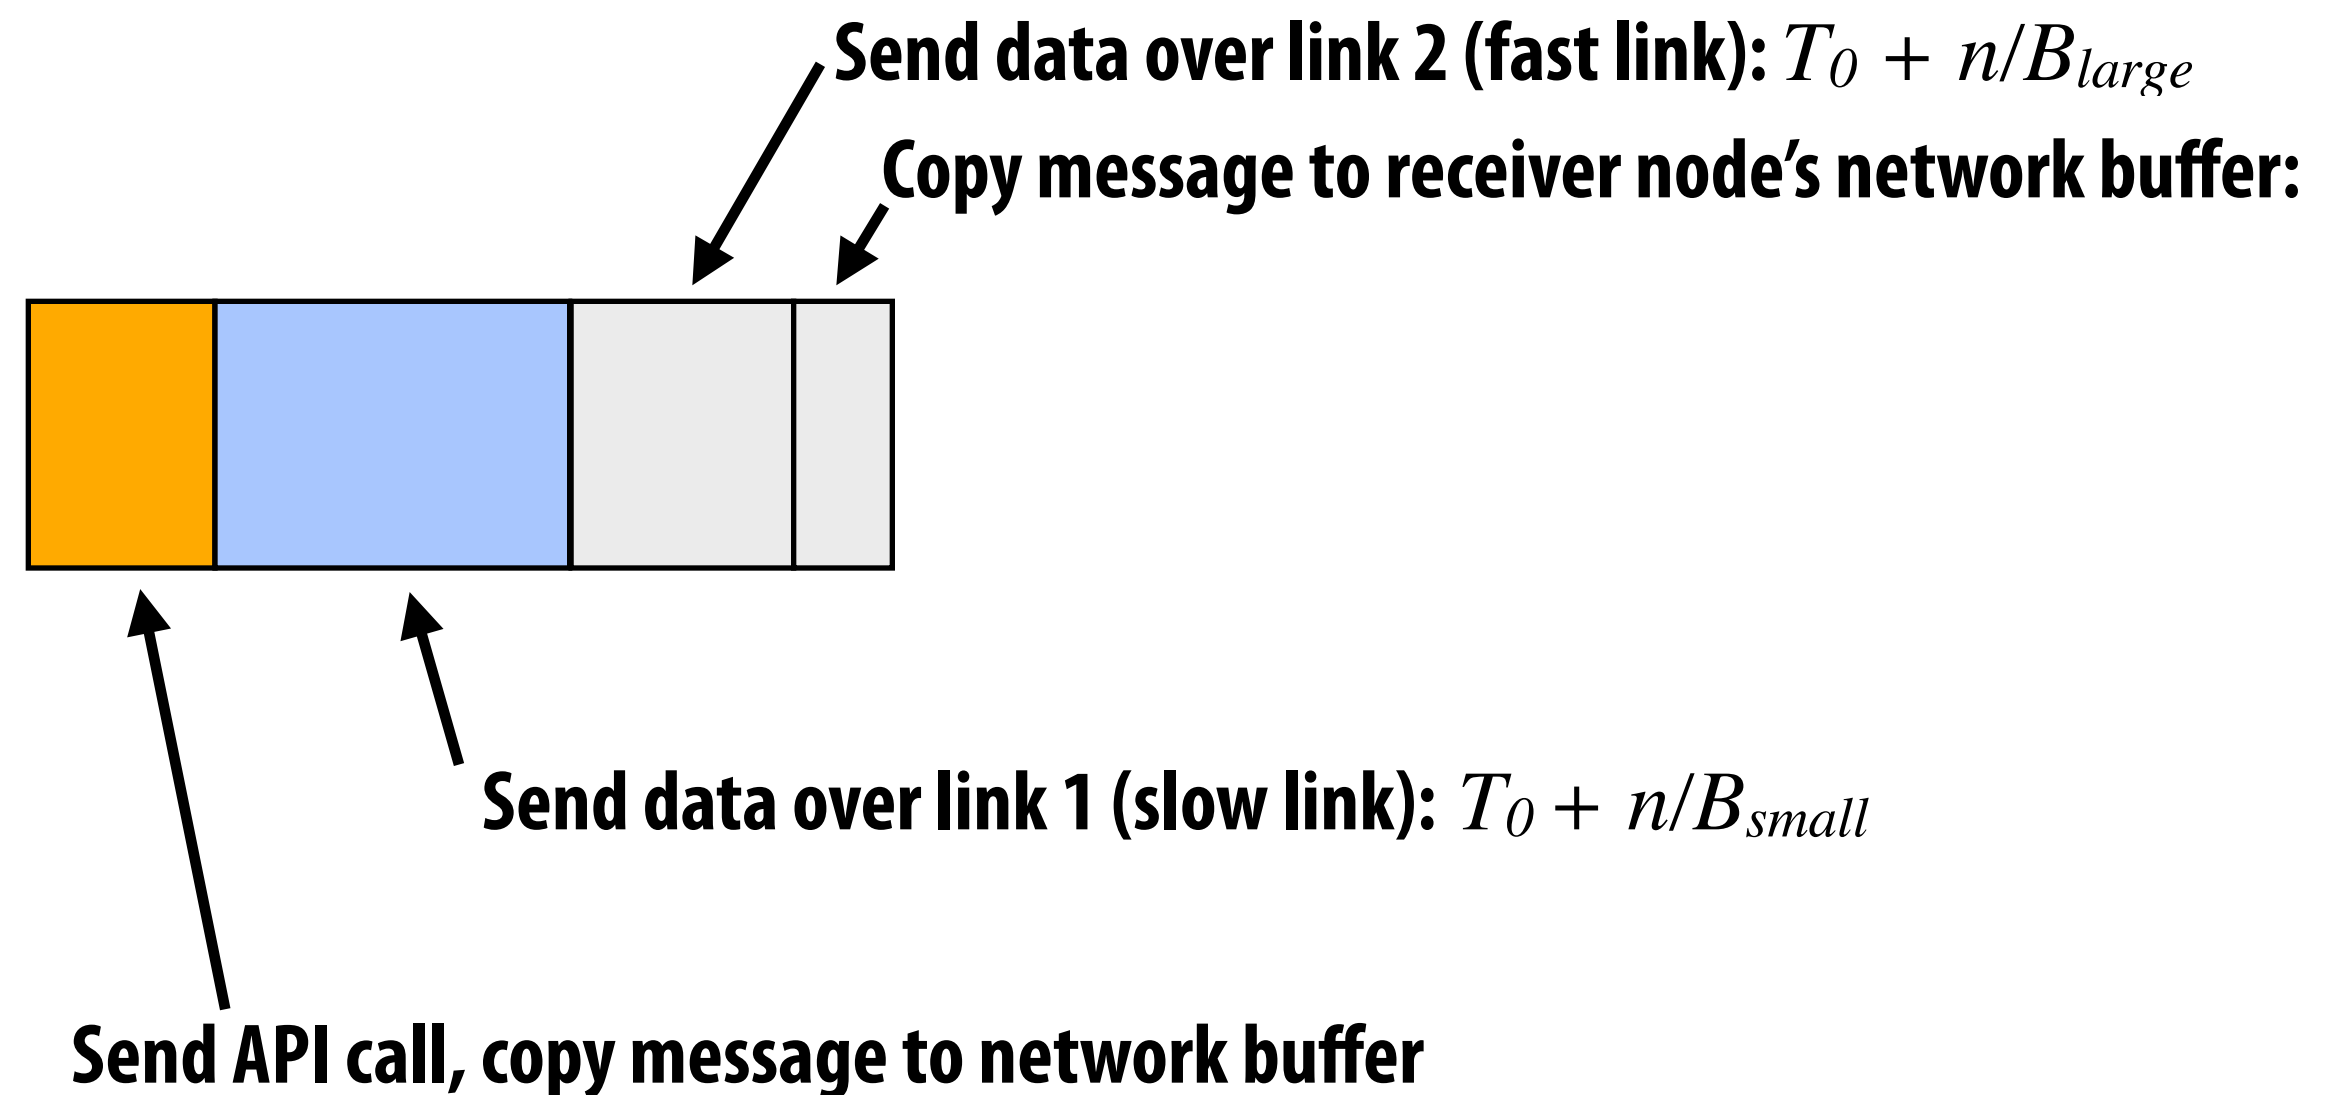 Send data over link 2 (fast link): T0 + n/Blarge
Copy message to receiver node’s network buffer:
Send data over link 1 (slow link): T0 + n/Bsmall
Send API call, copy message to network buffer